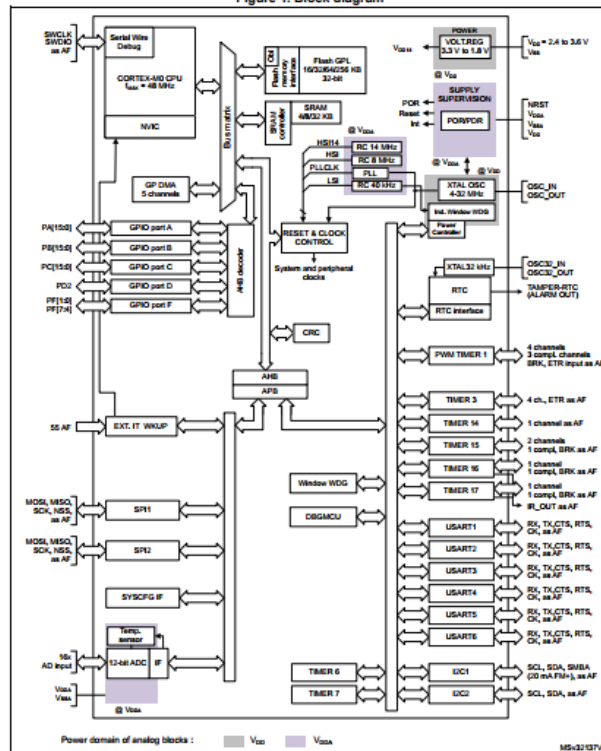 Figure 1. Block diagram
SWCLK
SWDIO
as AF
Serial Wire
Debug
CORTEX-M0 CPU
fMAX = 48 MHz
NVIC
Bus matrix
Obl
Flash
memory
interface
Flash GPL
16/32/64/256 KB
32-bit
SRAM
controller
SRAM
4/8/32 KB
POWER
VOLT.REG
3.3 V to 1.8 V
VDD18
VDD = 2.4 to 3.6 V
VSS
@ VDD
SUPPLY
SUPERVISION
POR
Reset
Int
POR/PDR
NRST
VDDA
VSSA
VDD
@ VDDA
@ VDDA
@ VDD
HSI14
HSI
PLLCLK
LSI
RC 14 MHz
RC 8 MHz
PLL
RC 40 kHz
XTAL OSC
4-32 MHz
OSC_IN
OSC_OUT
Ind. Window WDG
Power
Controller
GP DMA
5 channels
PA[15:0]
GPIO port A
PB[15:0]
GPIO port B
PC[15:0]
GPIO port C
PD2
GPIO port D
PF[1:0]
PF[7:4]
GPIO port F
AHB decoder
RESET & CLOCK
CONTROL
System and peripheral
clocks
XTAL32 kHz
OSC32_IN
OSC32_OUT
RTC
TAMPER-RTC
(ALARM OUT)
RTC interface
CRC
AHB
APB
PWM TIMER 1
4 channels
3 compl. channels
BRK, ETR input as AF
TIMER 3
4 ch., ETR as AF
TIMER 14
1 channel as AF
TIMER 15
2 channels
1 compl, BRK as AF
TIMER 16
1 channel
1 compl, BRK as AF
TIMER 17
1 channel
1 compl, BRK as AF
IR_OUT as AF
55 AF
EXT. IT WKUP
Window WDG
DBGMCU
MOSI, MISO,
SCK, NSS,
as AF
SPI1
MOSI, MISO,
SCK, NSS,
as AF
SPI2
SYSCFG IF
USART1
RX, TX,CTS, RTS,
CK, as AF
USART2
RX, TX,CTS, RTS,
CK, as AF
USART3
RX, TX,CTS, RTS,
CK, as AF
USART4
RX, TX,CTS, RTS,
CK, as AF
USART5
RX, TX,CTS, RTS,
CK, as AF
USART6
RX, TX,CTS, RTS,
CK, as AF
Temp.
sensor
16x
AD input
12-bit ADC
IF
VDDA
VSSA
@ VDDA
TIMER 6
TIMER 7
I2C1
SCL, SDA, SMBA
(20 mA FM+), as AF
I2C2
SCL, SDA, as AF
Power domain of analog blocks :
VDD
VDDA